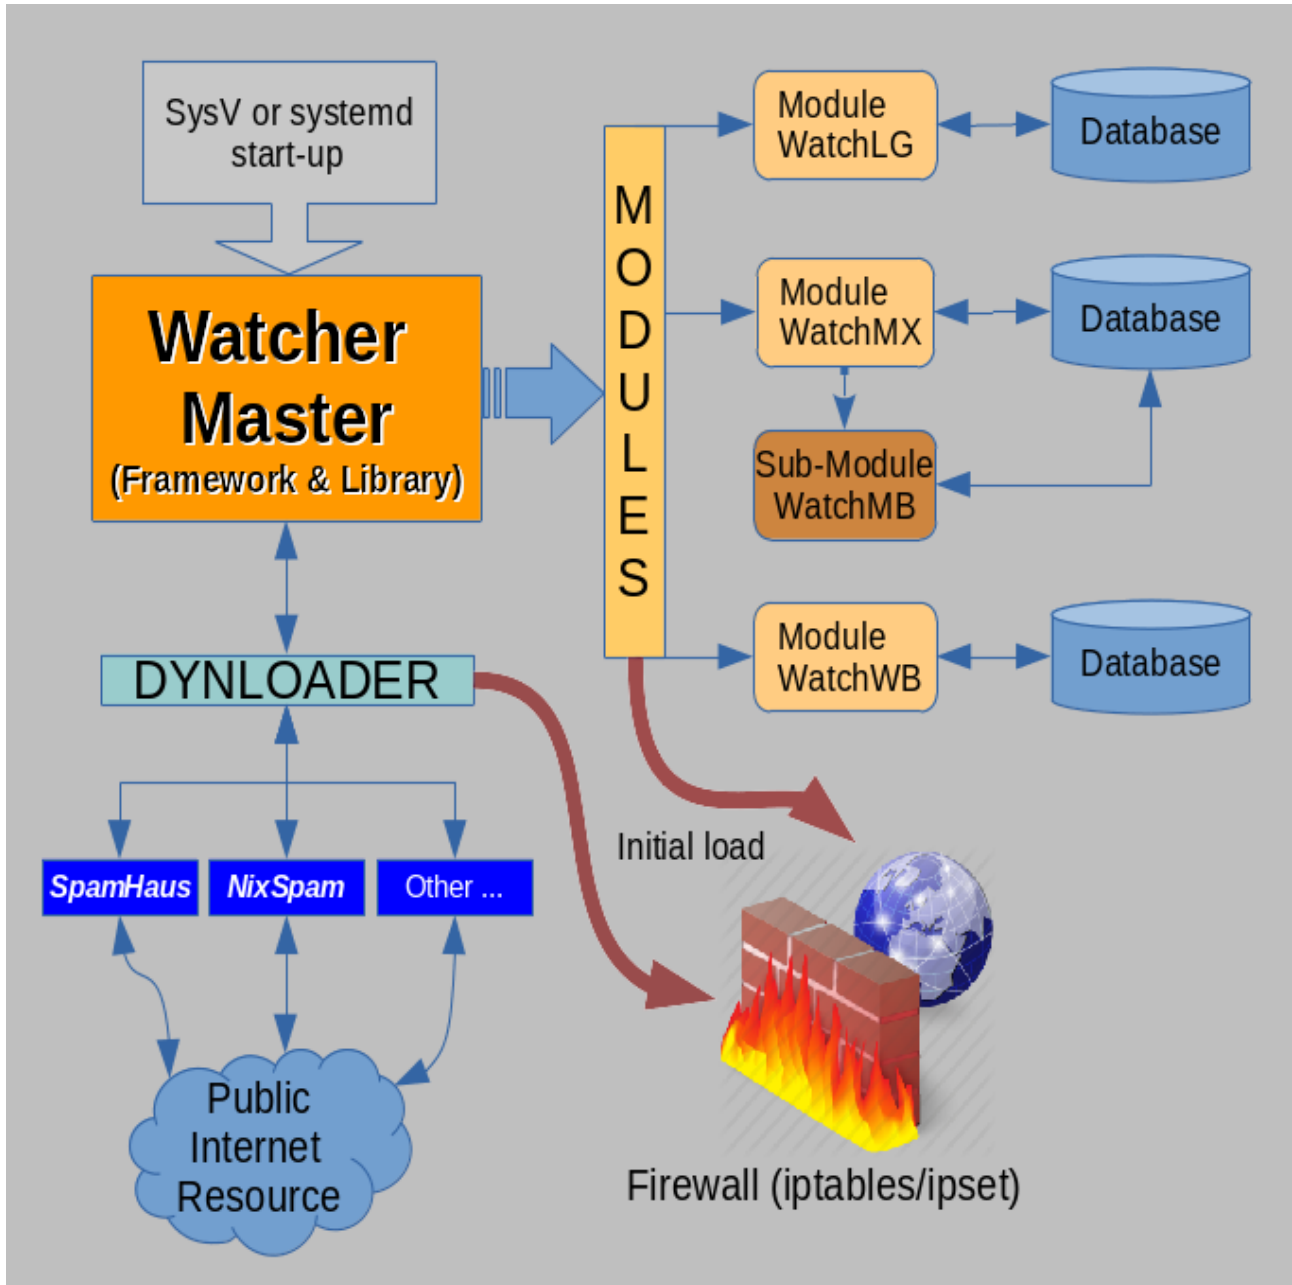 SysV or systemd
start-up
Watcher
Master
(Framework & Library)
MODULES
Module
WatchLG
Database
Module
WatchMX
Database
Sub-Module
WatchMB
Module
WatchWB
Database
DYNLOADER
SpamHaus
NixSpam
Other ...
Initial load
Public
Internet
Resource
Firewall (iptables/ipset)